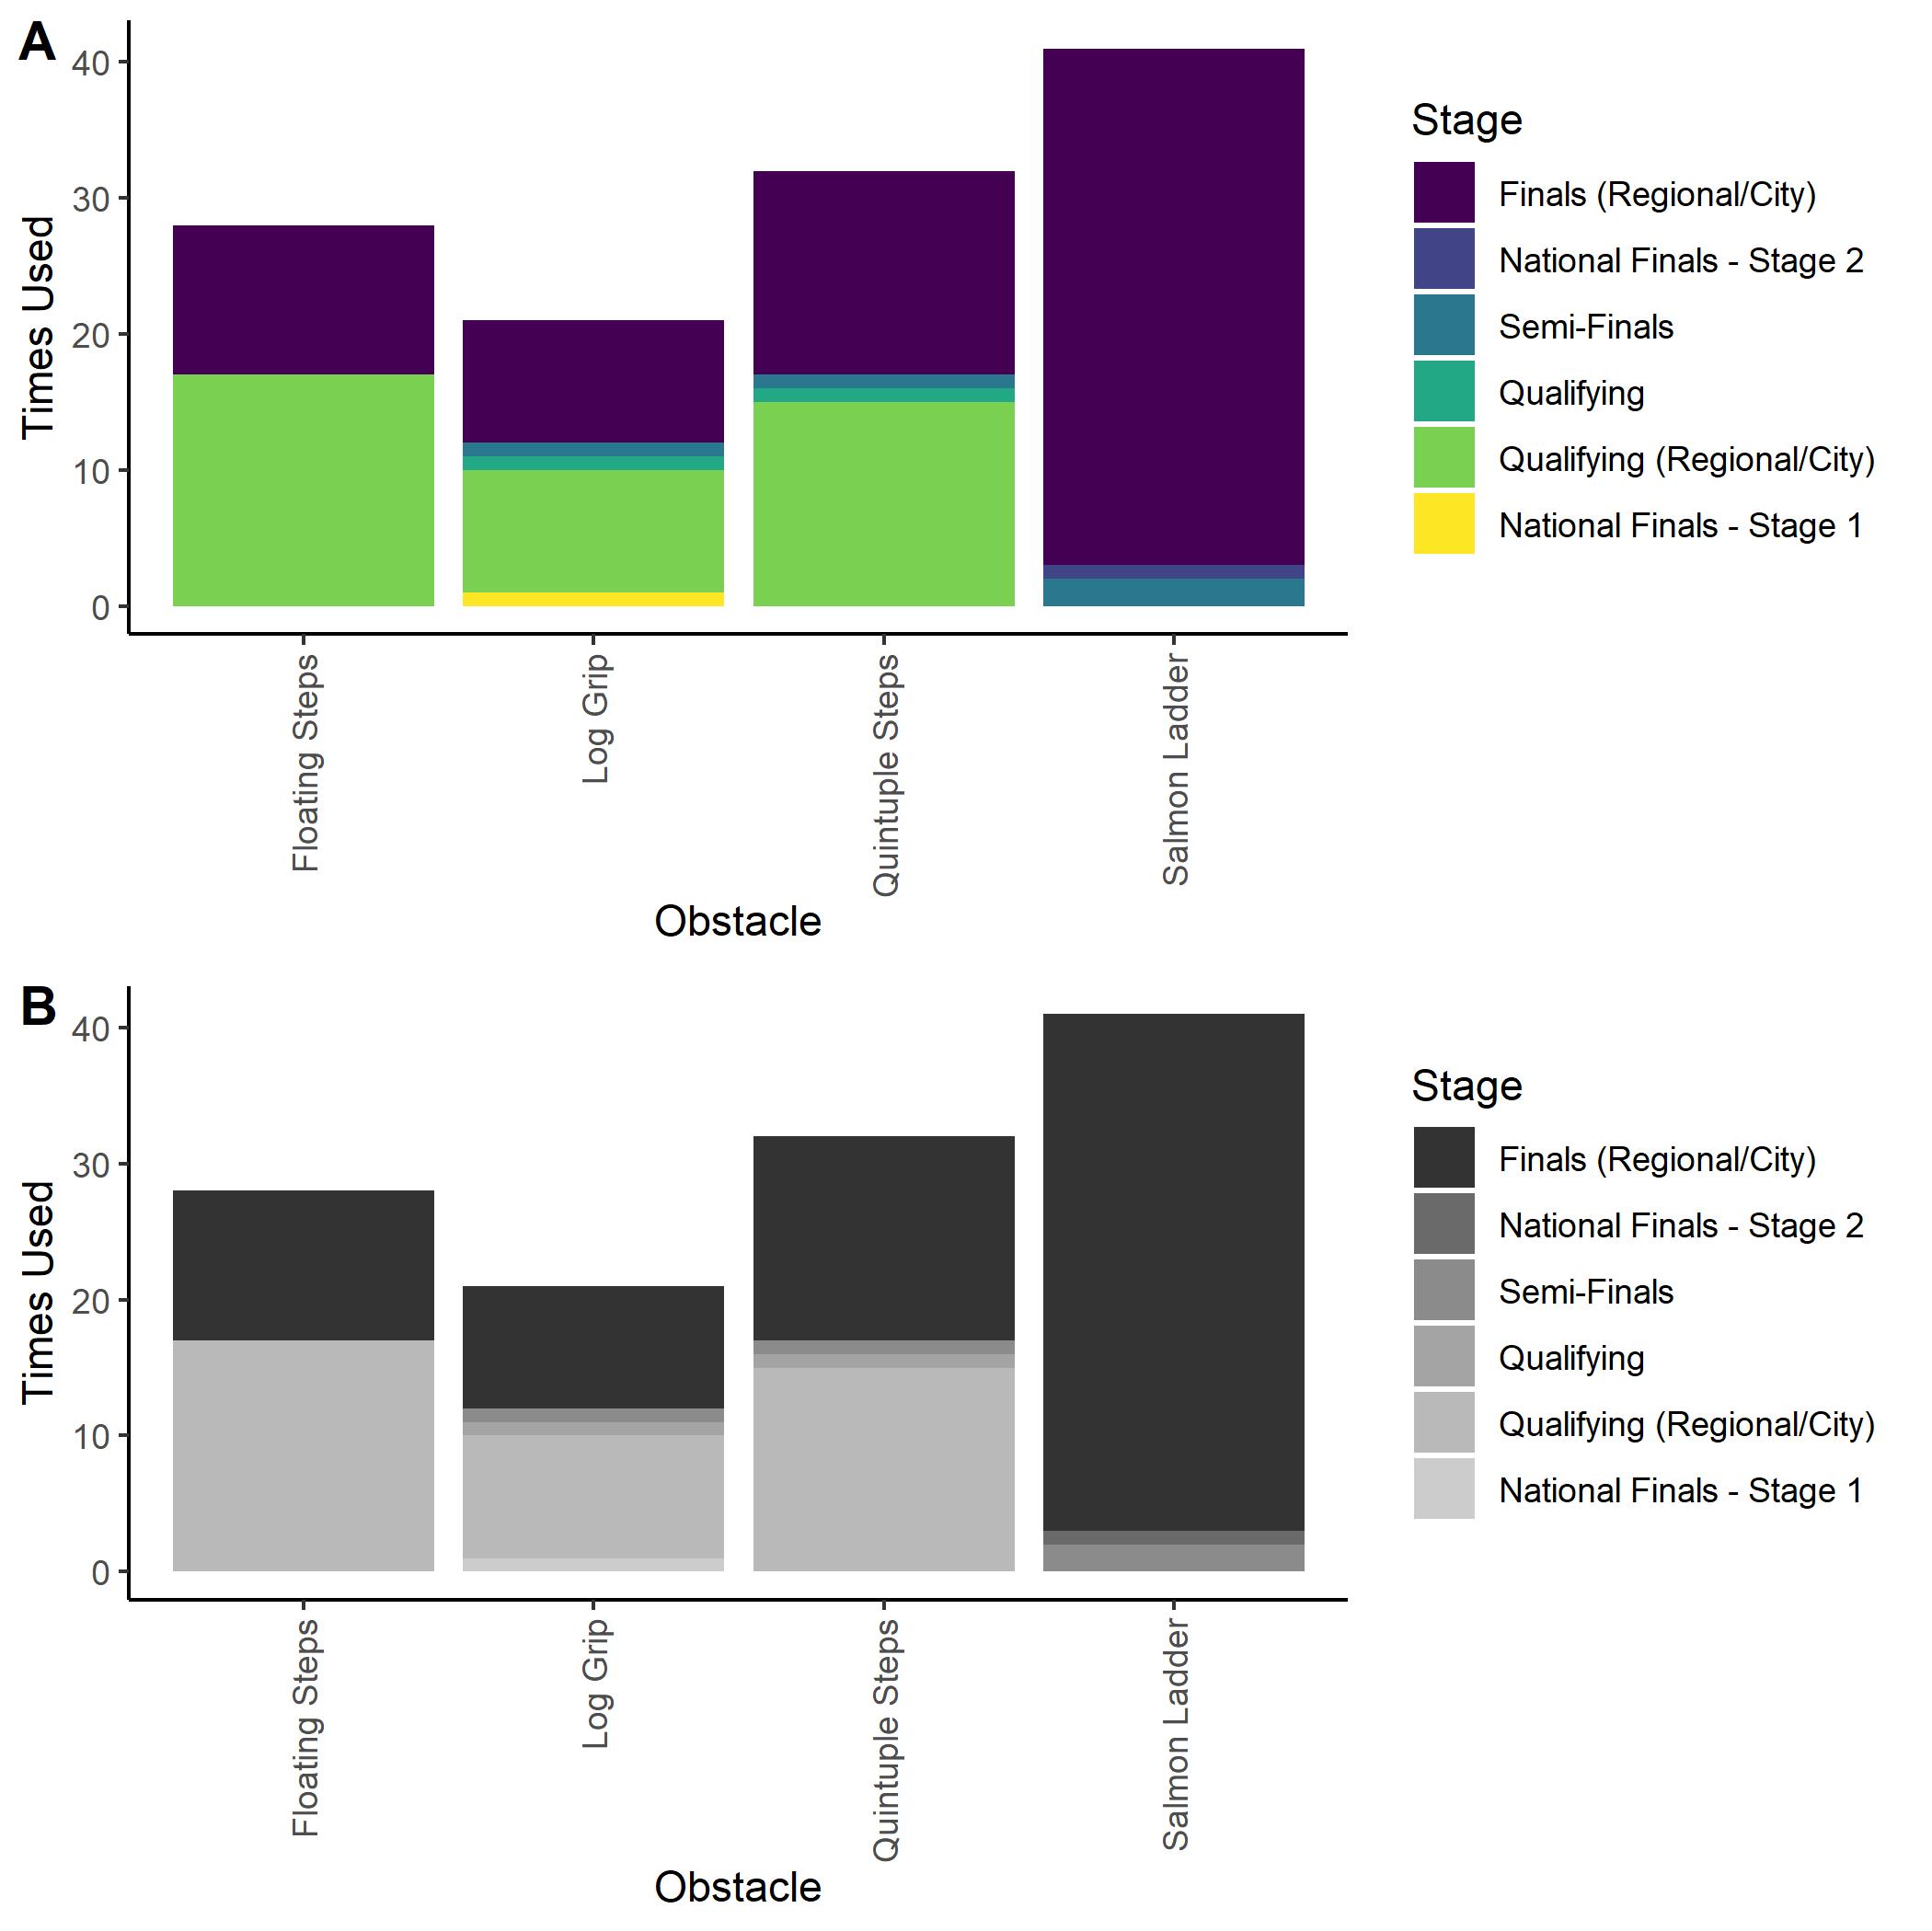 A
40
30
20
10
0
Times Used
Floating Steps
Log Grip
Quintuple Steps
Salmon Ladder
Obstacle
Stage
Finals (Regional/City)
National Finals - Stage 2
Semi-Finals
Qualifying
Qualifying (Regional/City)
National Finals - Stage 1
B
40
30
20
10
0
Times Used
Floating Steps
Log Grip
Quintuple Steps
Salmon Ladder
Obstacle
Stage
Finals (Regional/City)
National Finals - Stage 2
Semi-Finals
Qualifying
Qualifying (Regional/City)
National Finals - Stage 1